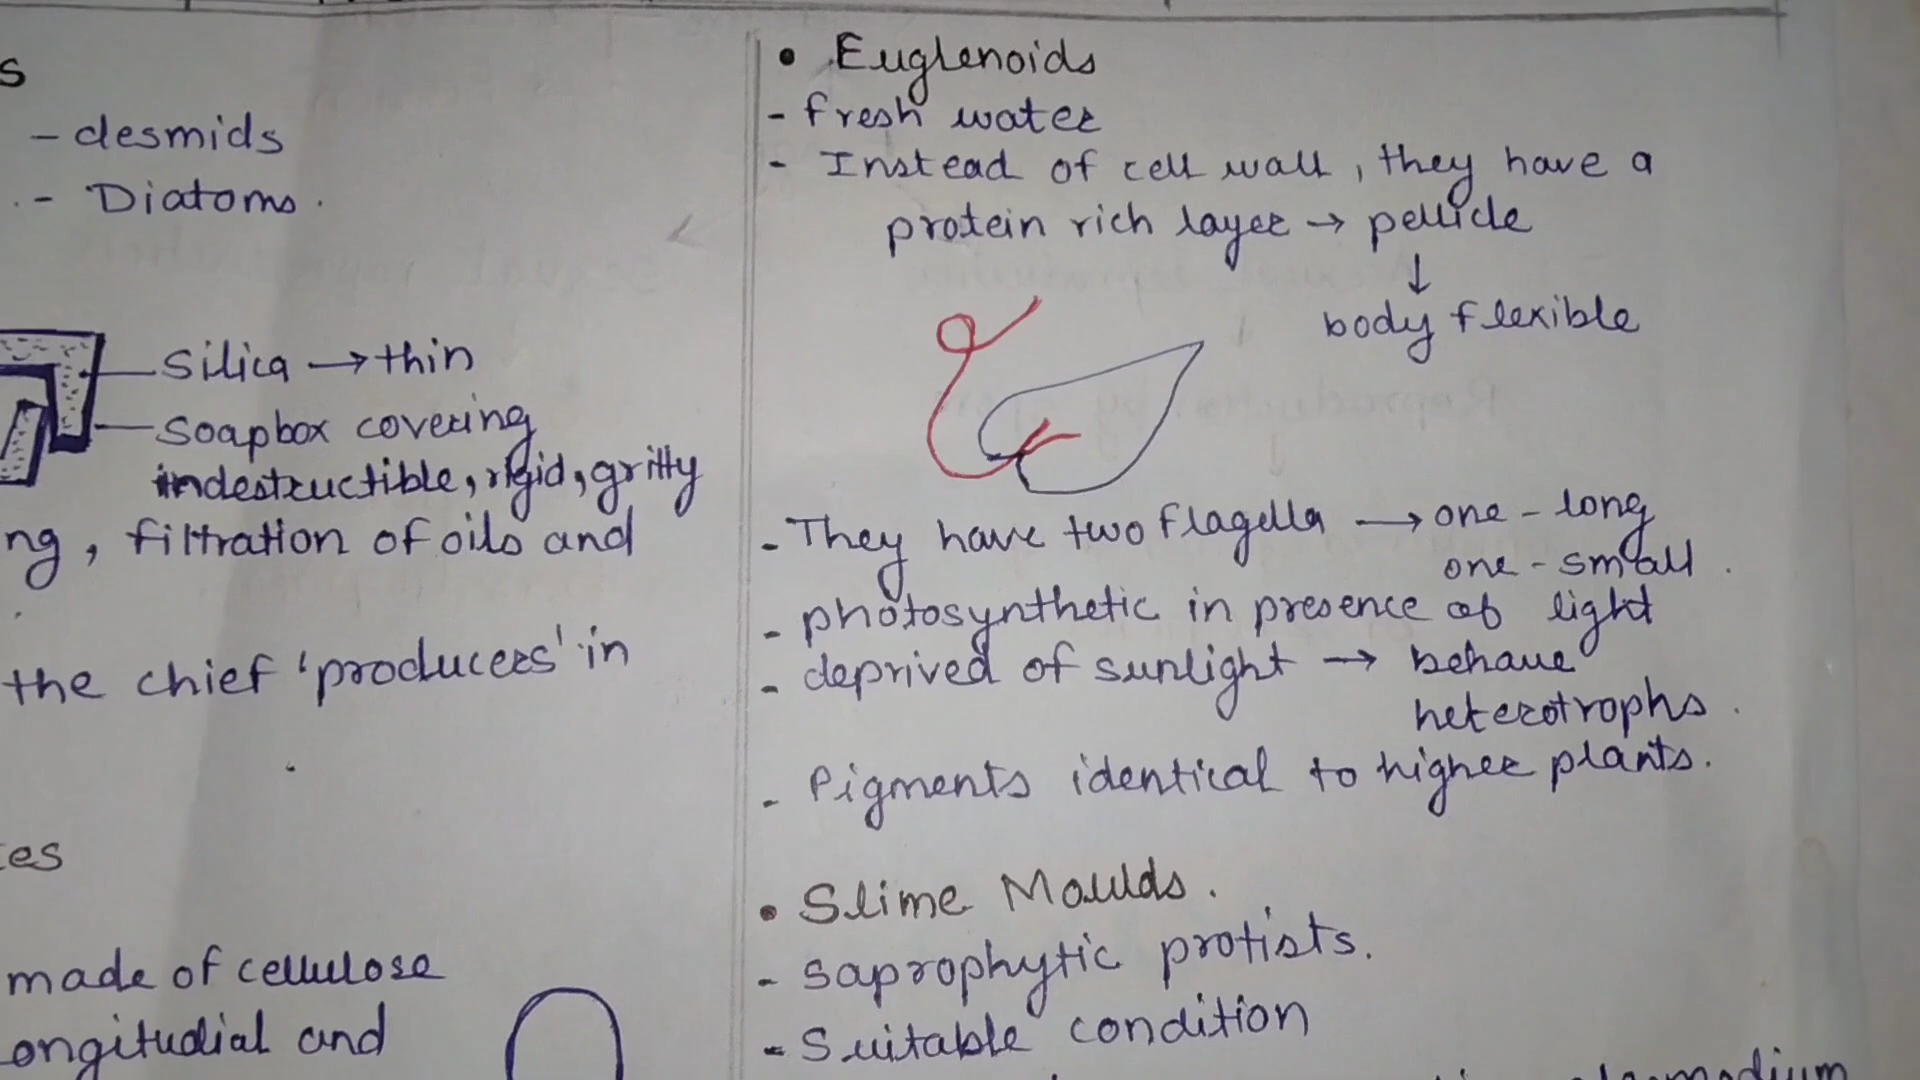 s
- desmids
- Diatoms.
Silica → thin
Soapbox covering
indestructible, rigid, gritty
ng, filtration of oils and
the chief 'producers' in
es
made of cellulose
ongitudial and
• Euglenoids
- fresh water
- Instead of cell wall, they have a
protein rich layer → pellicle
↓
body flexible
- They have two flagella → one - long
one - small.
- photosynthetic in presence of light
- deprived of sunlight → behave
heterotrophs.
- Pigments identical to higher plants.
• Slime Moulds.
- saprophytic protists.
- Suitable condition